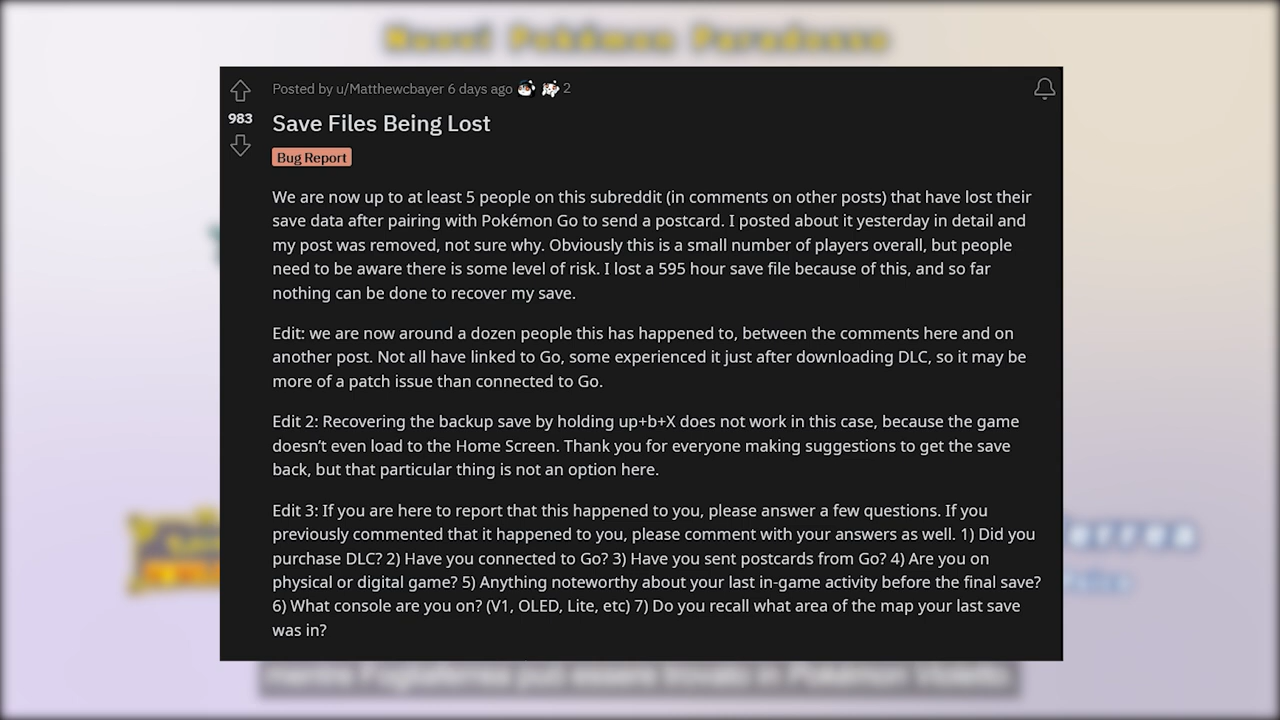 Nuovi Pokémon Paradosso
Posted by u/Matthewcbayer 6 days ago 2
983
Save Files Being Lost
Bug Report
We are now up to at least 5 people on this subreddit (in comments on other posts) that have lost their
save data after pairing with Pokémon Go to send a postcard. I posted about it yesterday in detail and
my post was removed, not sure why. Obviously this is a small number of players overall, but people
need to be aware there is some level of risk. I lost a 595 hour save file because of this, and so far
nothing can be done to recover my save.
Edit: we are now around a dozen people this has happened to, between the comments here and on
another post. Not all have linked to Go, some experienced it just after downloading DLC, so it may be
more of a patch issue than connected to Go.
Edit 2: Recovering the backup save by holding up+b+X does not work in this case, because the game
doesn’t even load to the Home Screen. Thank you for everyone making suggestions to get the save
back, but that particular thing is not an option here.
Edit 3: If you are here to report that this happened to you, please answer a few questions. If you
previously commented that it happened to you, please comment with your answers as well. 1) Did you
purchase DLC? 2) Have you connected to Go? 3) Have you sent postcards from Go? 4) Are you on
physical or digital game? 5) Anything noteworthy about your last in-game activity before the final save?
6) What console are you on? (V1, OLED, Lite, etc) 7) Do you recall what area of the map your last save
was in?
mentre Fogliaferrea può essere trovato in Pokémon Violetto